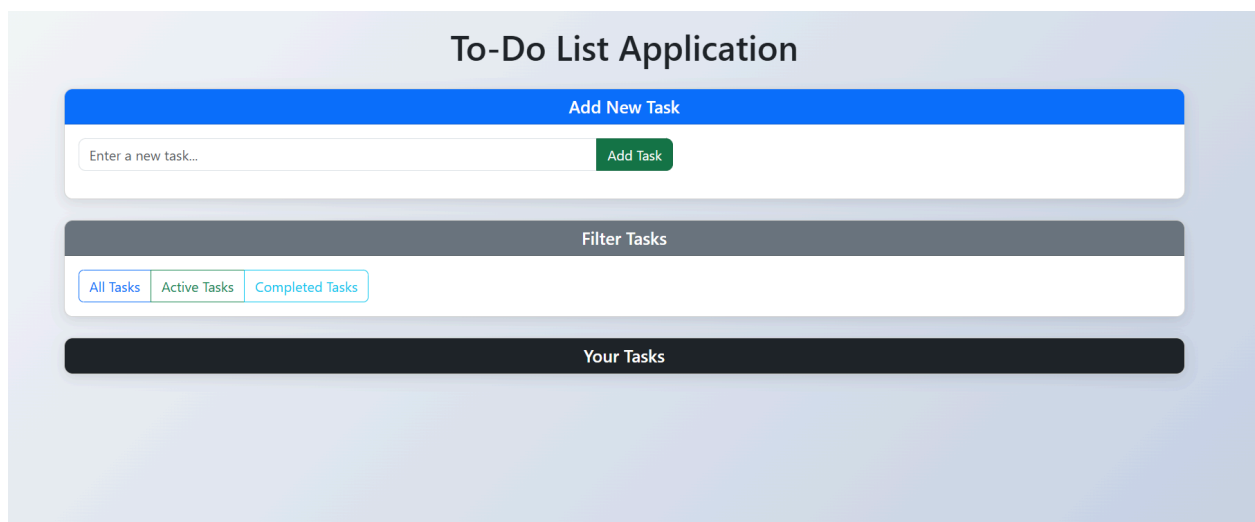 To-Do List Application
Add New Task
Enter a new task...
Add Task
Filter Tasks
All Tasks
Active Tasks
Completed Tasks
Your Tasks